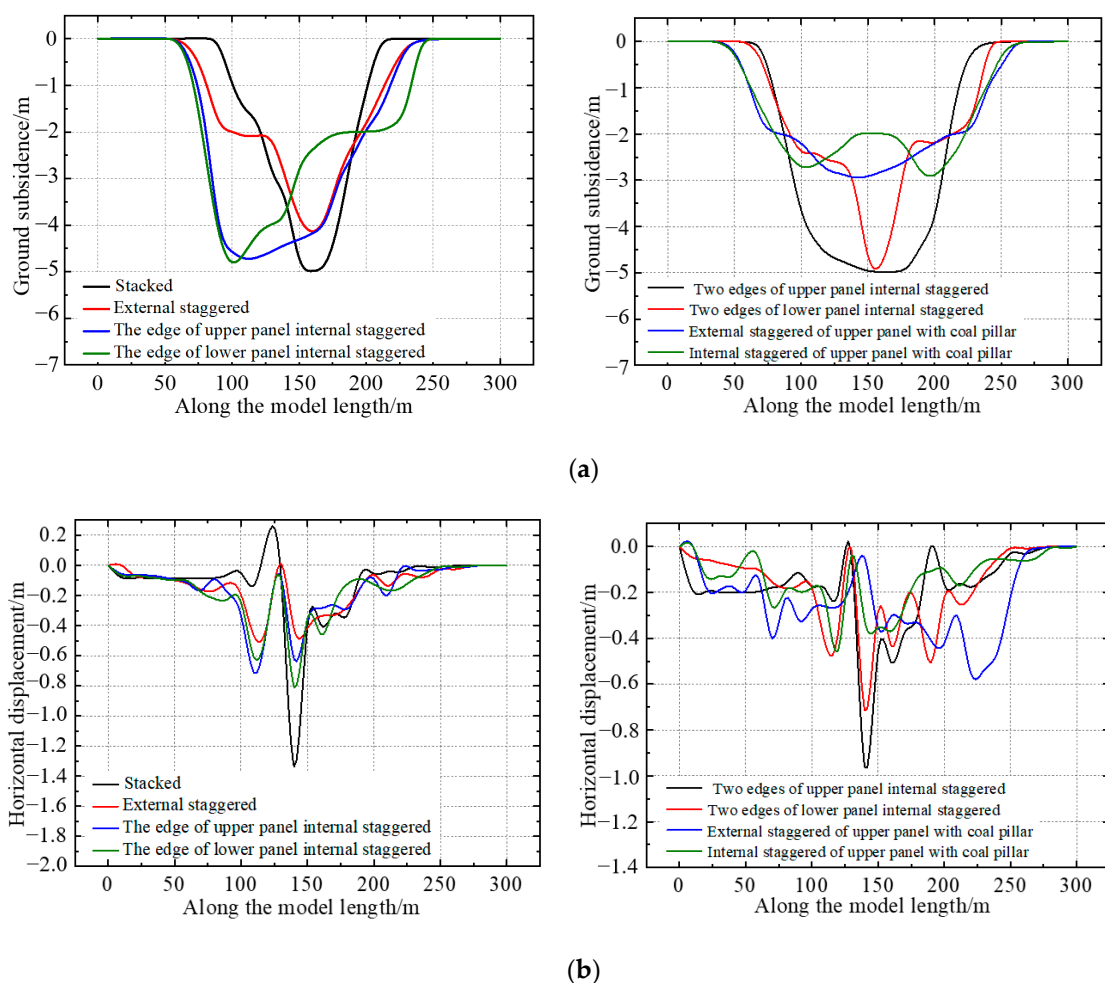 0
−1
−2
−3
−4
−5
−6
−7
Ground subsidence/m
Stacked
External staggered
The edge of upper panel internal staggered
The edge of lower panel internal staggered
0 50 100 150 200 250 300
Along the model length/m
0
−1
−2
−3
−4
−5
−6
−7
Ground subsidence/m
Two edges of upper panel internal staggered
Two edges of lower panel internal staggered
External staggered of upper panel with coal pillar
Internal staggered of upper panel with coal pillar
0 50 100 150 200 250 300
Along the model length/m
(a)
0.2
0.0
−0.2
−0.4
−0.6
−0.8
−1.0
−1.2
−1.4
−1.6
−1.8
−2.0
Horizontal displacement/m
Stacked
External staggered
The edge of upper panel internal staggered
The edge of lower panel internal staggered
0 50 100 150 200 250 300
Along the model length/m
0.0
−0.2
−0.4
−0.6
−0.8
−1.0
−1.2
−1.4
Horizontal displacement/m
Two edges of upper panel internal staggered
Two edges of lower panel internal staggered
External staggered of upper panel with coal pillar
Internal staggered of upper panel with coal pillar
0 50 100 150 200 250 300
Along the model length/m
(b)